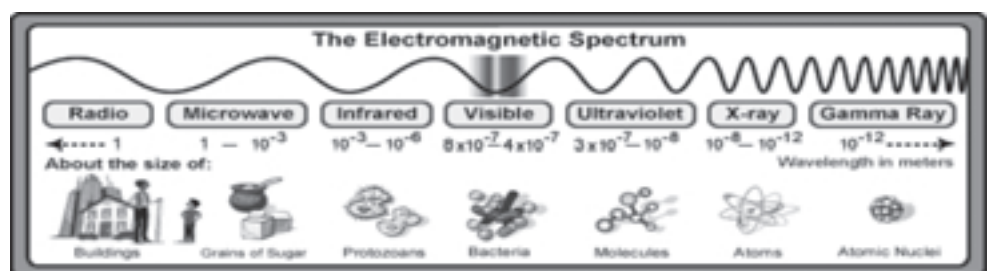 The Electromagnetic Spectrum
Radio Microwave Infrared Visible Ultraviolet X-ray Gamma Ray
1 1 — 10⁻³ 10⁻³— 10⁻⁶ 8x10⁻⁷– 4x10⁻⁷ 3x10⁻⁷– 10⁻⁸ 10⁻⁸— 10⁻¹² 10⁻¹²
About the size of: Wavelength in meters
Buildings Grains of Sugar Protozoans Bacteria Molecules Atoms Atomic Nuclei